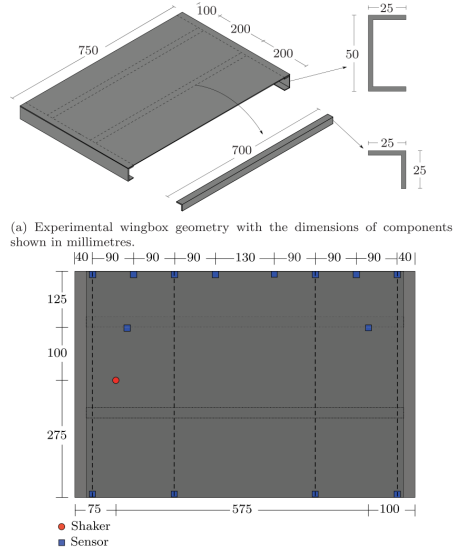 100
25
750
200
50
200
700
25
25
(a) Experimental wingbox geometry with the dimensions of components
shown in millimetres.
40 90 90 90 130 90 90 90 40
125
100
275
75 575 100
Shaker
Sensor